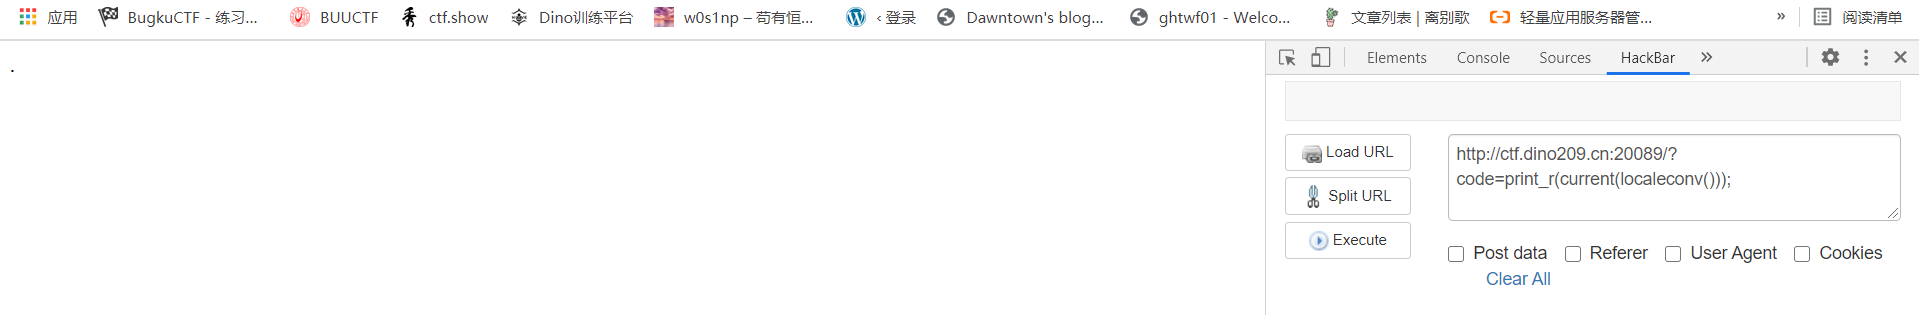 应用 BugkuCTF - 练习... BUUCTF ctf.show Dino训练平台 w0s1np – 苟有恒... ‹ 登录 Dawntown's blog... ghtwf01 - Welco... 文章列表 | 离别歌 轻量应用服务器管... » 阅读清单
.
Elements Console Sources HackBar »
Load URL
Split URL
Execute
http://ctf.dino209.cn:20089/?
code=print_r(current(localeconv()));
Post data Referer User Agent Cookies
Clear All